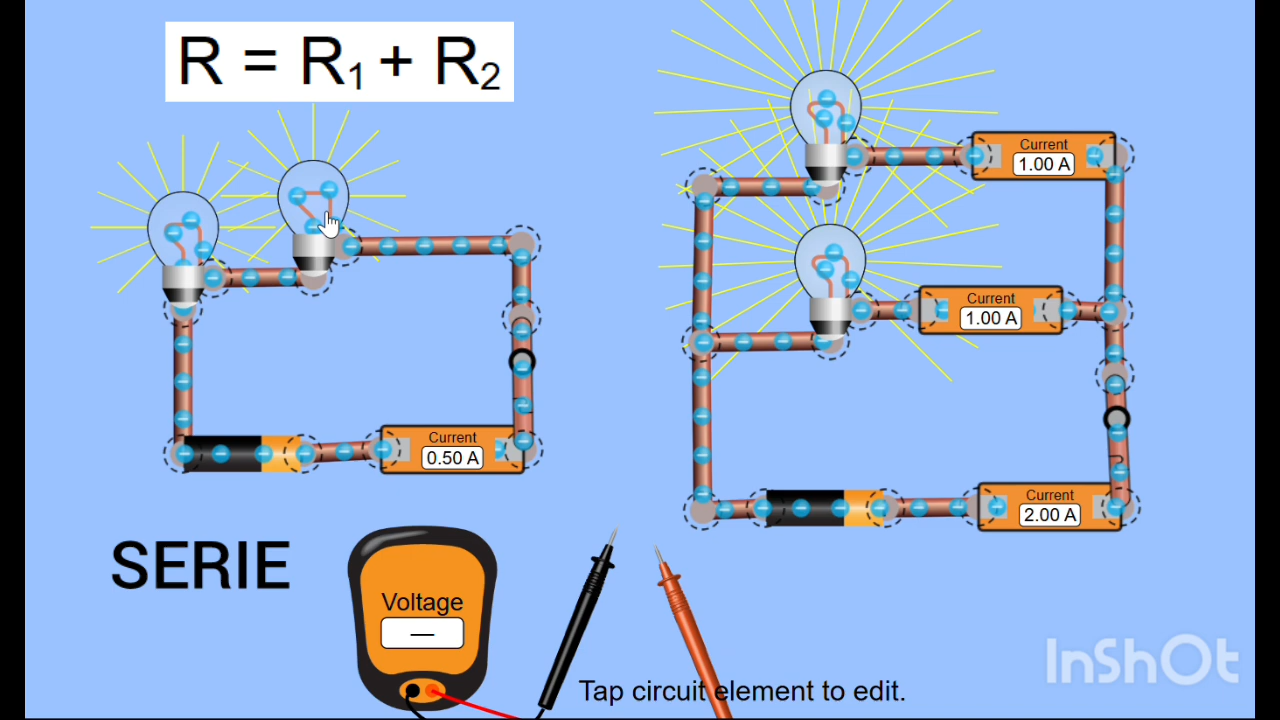 R = R₁ + R₂
Current
1.00 A
Current
1.00 A
Current
0.50 A
Current
2.00 A
SERIE
Voltage
—
Tap circuit element to edit.
InShOt